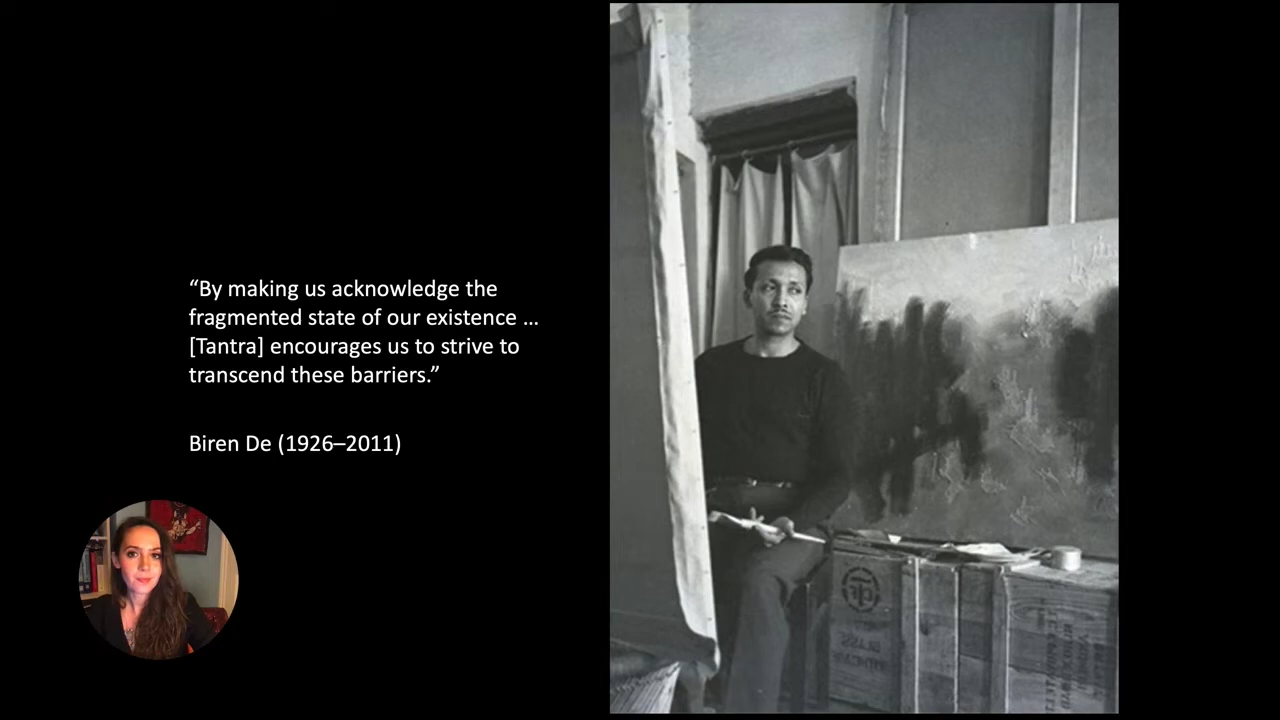 “By making us acknowledge the
fragmented state of our existence ...
[Tantra] encourages us to strive to
transcend these barriers.”
Biren De (1926–2011)